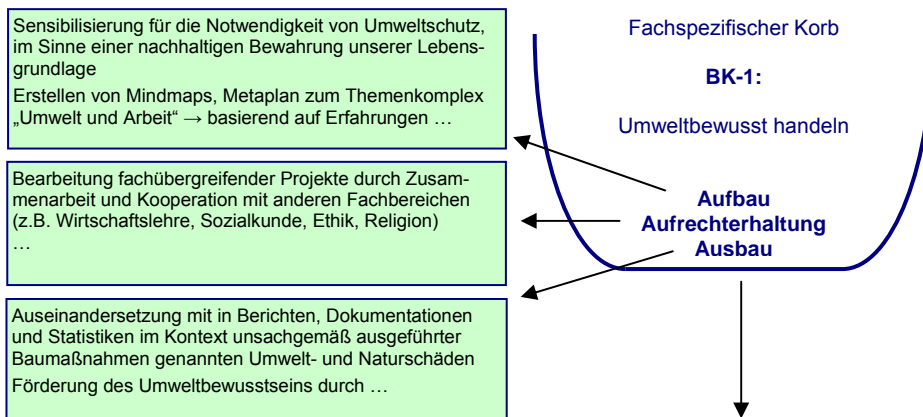 Sensibilisierung für die Notwendigkeit von Umweltschutz,
im Sinne einer nachhaltigen Bewahrung unserer Lebens-
grundlage
Erstellen von Mindmaps, Metaplan zum Themenkomplex
„Umwelt und Arbeit“ → basierend auf Erfahrungen …
Bearbeitung fachübergreifender Projekte durch Zusam-
menarbeit und Kooperation mit anderen Fachbereichen
(z.B. Wirtschaftslehre, Sozialkunde, Ethik, Religion)
…
Auseinandersetzung mit in Berichten, Dokumentationen
und Statistiken im Kontext unsachgemäß ausgeführter
Baumaßnahmen genannten Umwelt- und Naturschäden
Förderung des Umweltbewusstseins durch …
Fachspezifischer Korb
BK-1:
Umweltbewusst handeln
Aufbau
Aufrechterhaltung
Ausbau